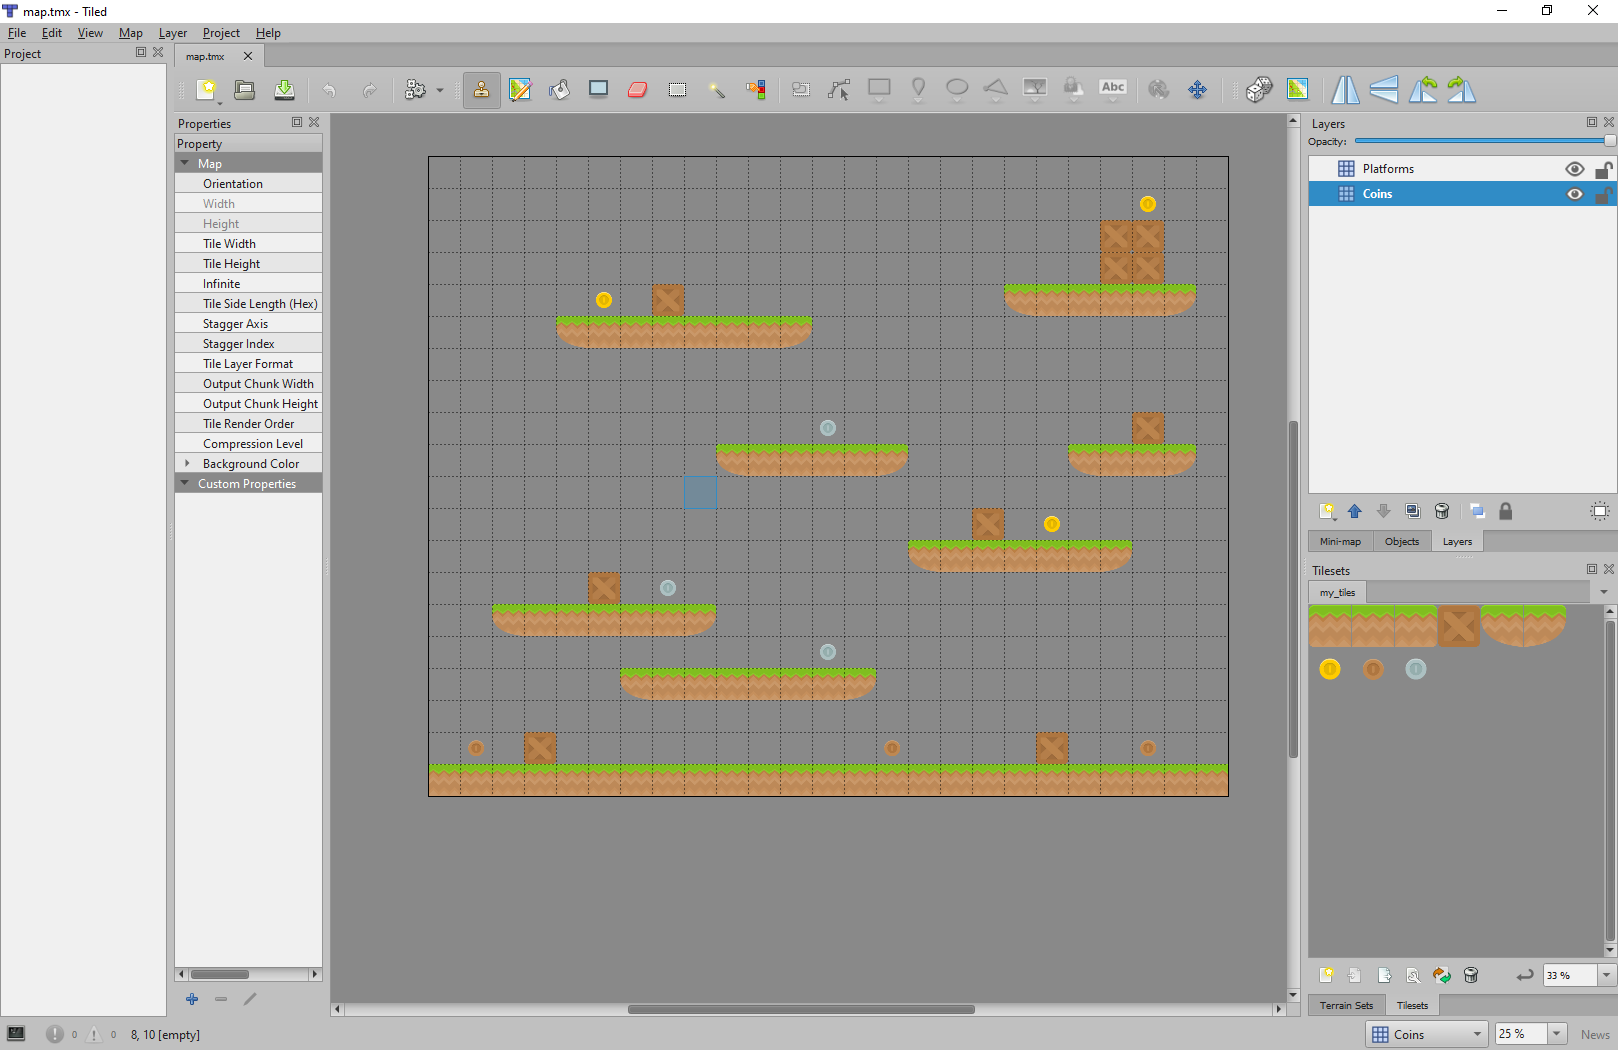 map.tmx - Tiled
File Edit View Map Layer Project Help
Project
map.tmx
Abc
Properties
Property
Map
Orientation
Width
Height
Tile Width
Tile Height
Infinite
Tile Side Length (Hex)
Stagger Axis
Stagger Index
Tile Layer Format
Output Chunk Width
Output Chunk Height
Tile Render Order
Compression Level
Background Color
Custom Properties
Layers
Opacity:
Platforms
Coins
Mini-map Objects Layers
Tilesets
my_tiles
33 %
Terrain Sets Tilesets
0 0 8, 10 [empty]
Coins 25 % News